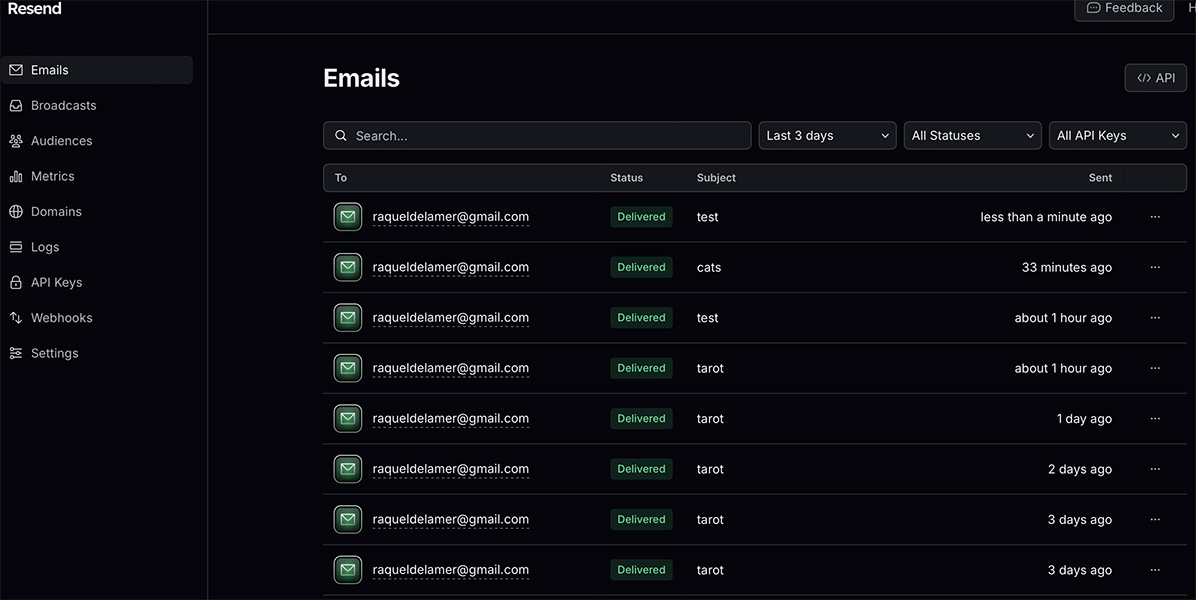 Resend
Feedback
H
Emails
Broadcasts
Audiences
Metrics
Domains
Logs
API Keys
Webhooks
Settings
Emails
</> API
Search...
Last 3 days
All Statuses
All API Keys
To Status Subject Sent
raqueldelamer@gmail.com Delivered test less than a minute ago ...
raqueldelamer@gmail.com Delivered cats 33 minutes ago ...
raqueldelamer@gmail.com Delivered test about 1 hour ago ...
raqueldelamer@gmail.com Delivered tarot about 1 hour ago ...
raqueldelamer@gmail.com Delivered tarot 1 day ago ...
raqueldelamer@gmail.com Delivered tarot 2 days ago ...
raqueldelamer@gmail.com Delivered tarot 3 days ago ...
raqueldelamer@gmail.com Delivered tarot 3 days ago ...